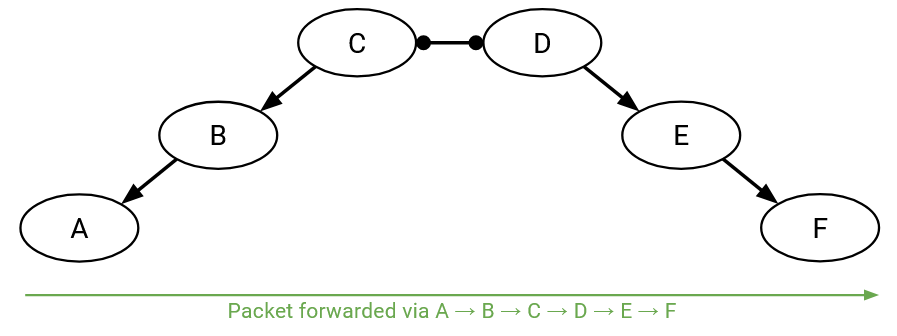 C
D
B
E
A
F
Packet forwarded via A → B → C → D → E → F